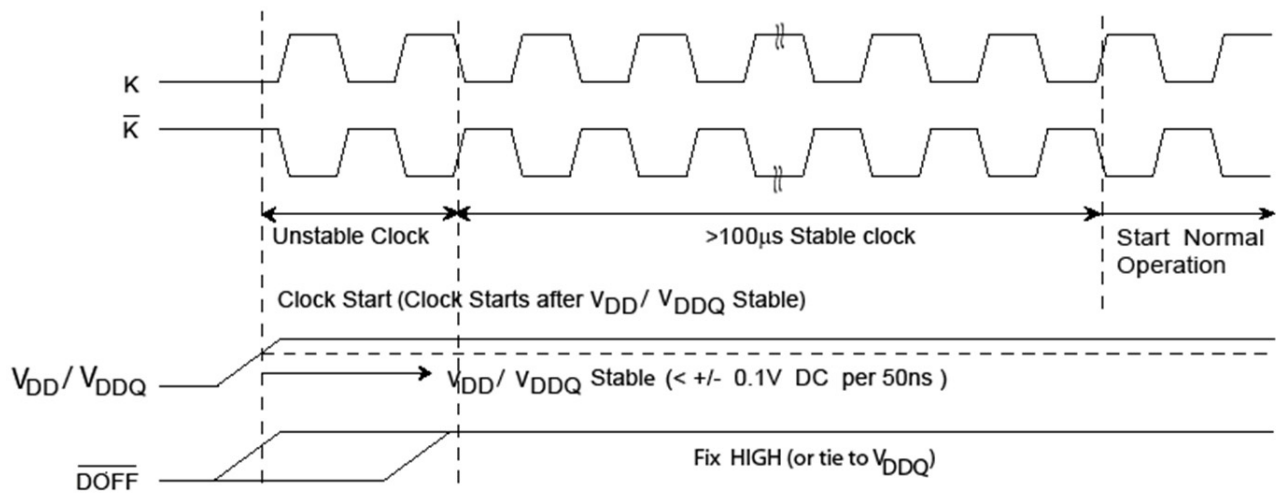 K
K̅
Unstable Clock
>100μs Stable clock
Start Normal
Operation
Clock Start (Clock Starts after VDD/ VDDQ Stable)
VDD/ VDDQ
VDD/ VDDQ Stable (< +/- 0.1V DC per 50ns )
D̅O̅F̅F̅
Fix HIGH (or tie to VDDQ)